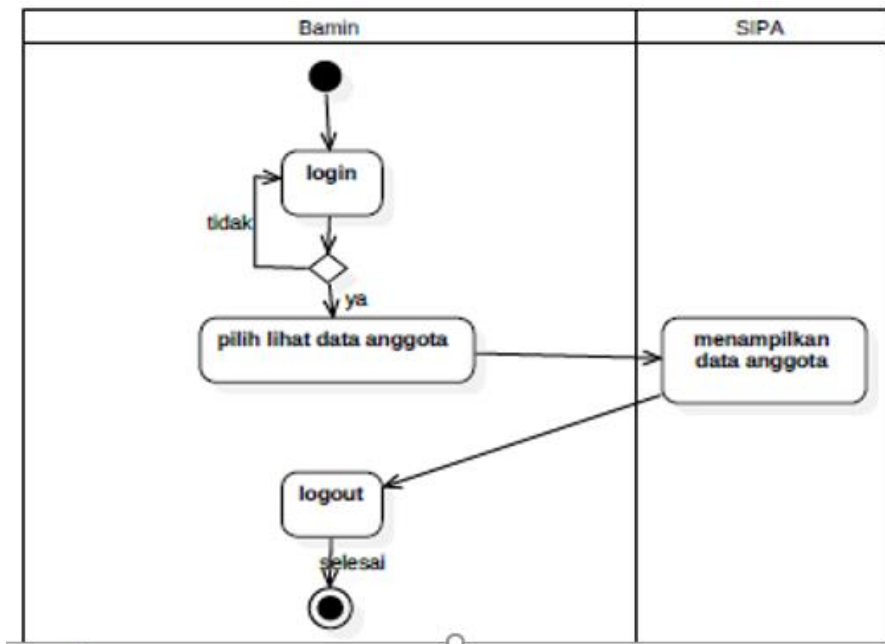 Bamin
SIPA
login
tidak
ya
pilih lihat data anggota
menampilkan
data anggota
logout
selesai